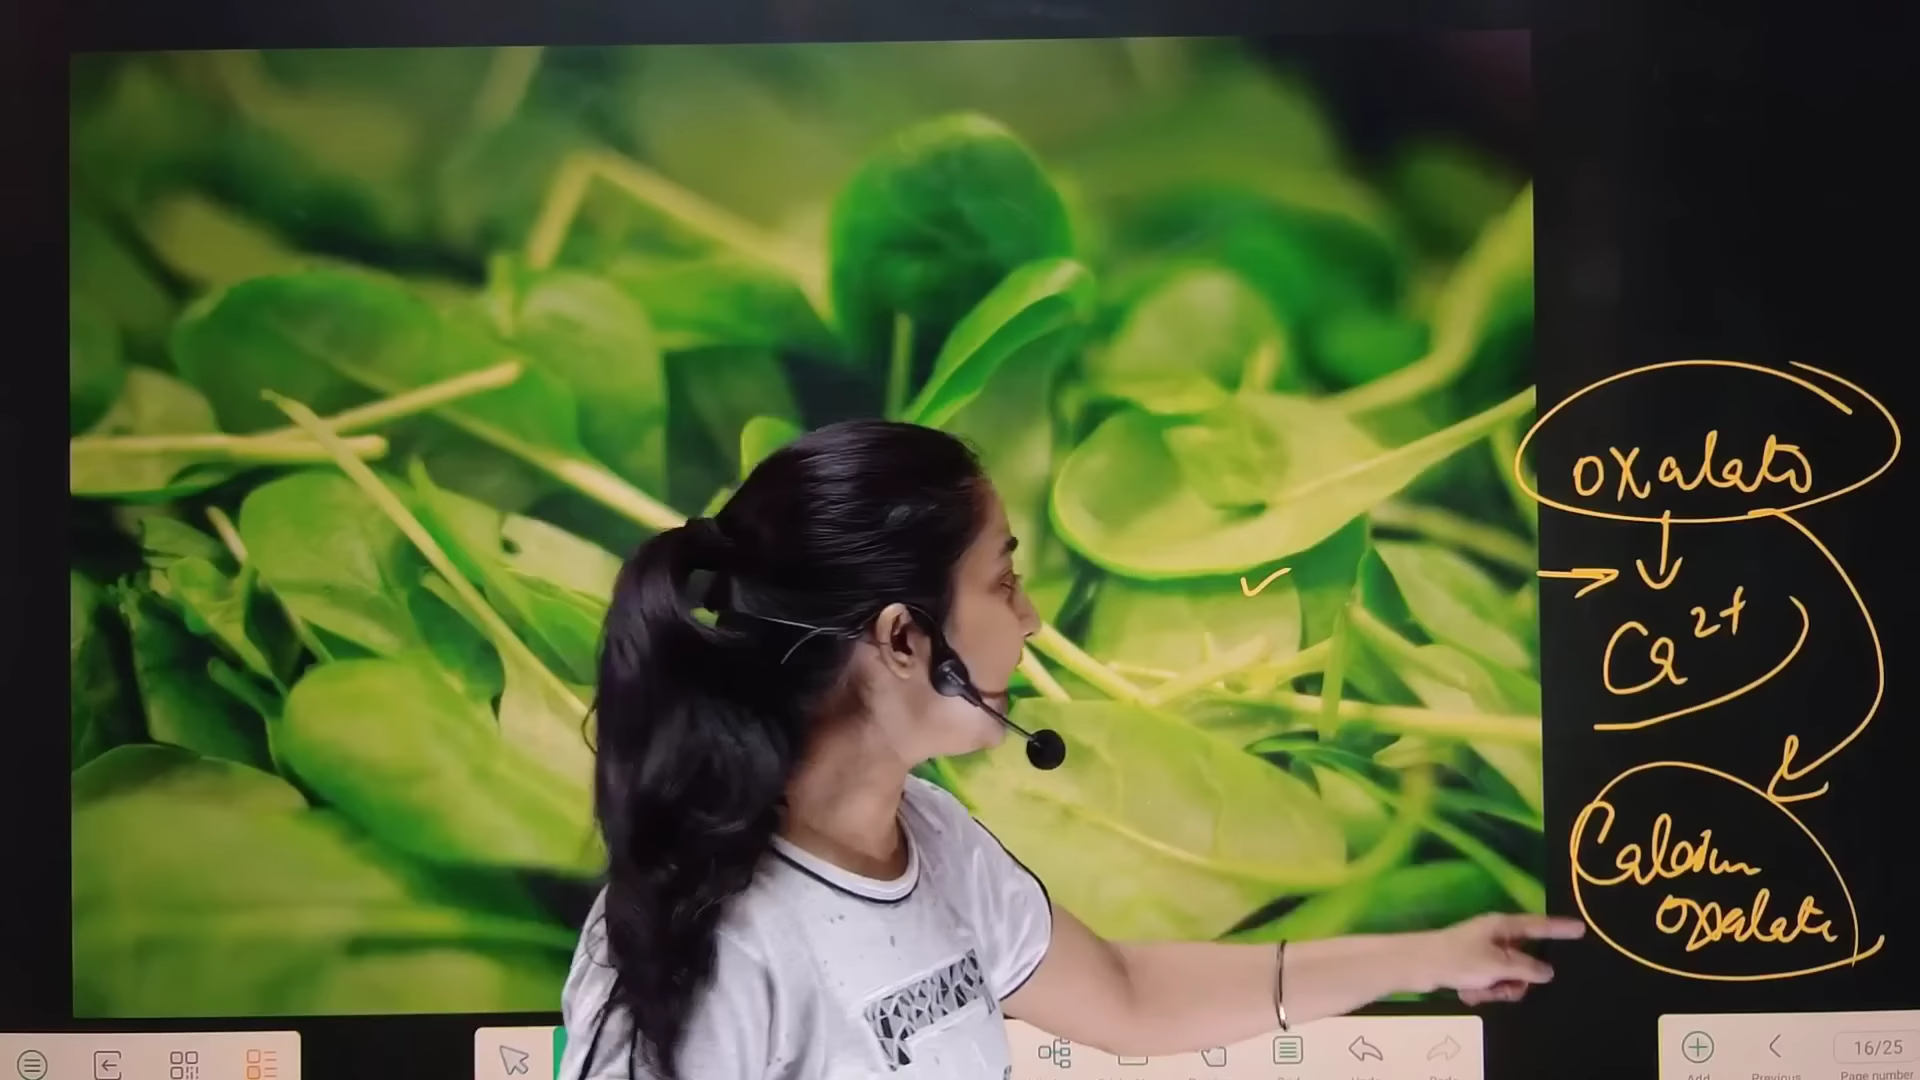 oxalate
Ca2+
Calcium
oxalate
Add
Previous
16/25
Page number